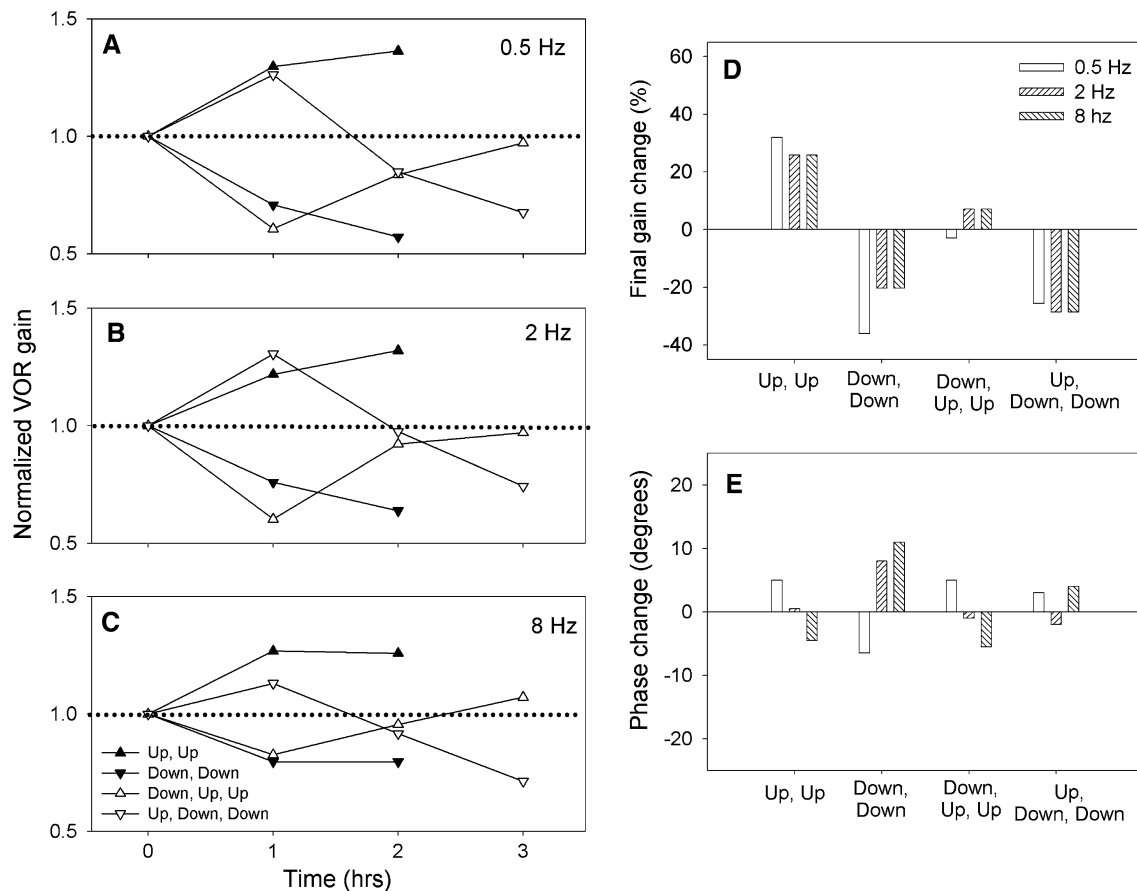 Normalized VOR gain
1.5
A
0.5 Hz
1.0
0.5
1.5
B
2 Hz
1.0
0.5
1.5
C
8 Hz
1.0
Up, Up
Down, Down
Down, Up, Up
Up, Down, Down
0.5
0
1
2
3
Time (hrs)
Final gain change (%)
60
40
20
0
-20
-40
D
0.5 Hz
2 Hz
8 hz
Up, Up
Down,
Down
Down,
Up, Up
Up,
Down, Down
Phase change (degrees)
20
10
0
-10
-20
E
Up, Up
Down,
Down
Down,
Up, Up
Up,
Down, Down